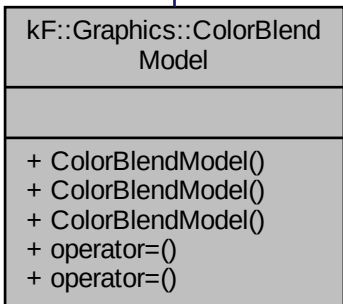 kF::Graphics::ColorBlend
Model
+ ColorBlendModel()
+ ColorBlendModel()
+ ColorBlendModel()
+ operator=()
+ operator=()